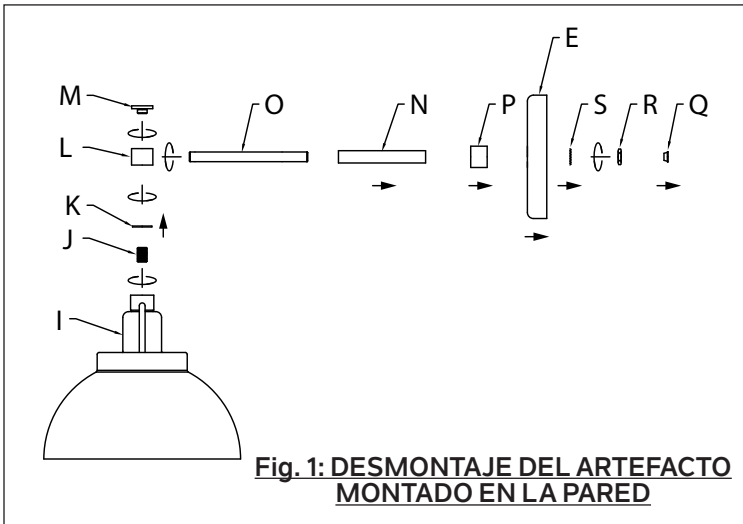 E
M
O
N
P
S
R
Q
L
K
J
I
Fig. 1: DESMONTAJE DEL ARTEFACTO
MONTADO EN LA PARED